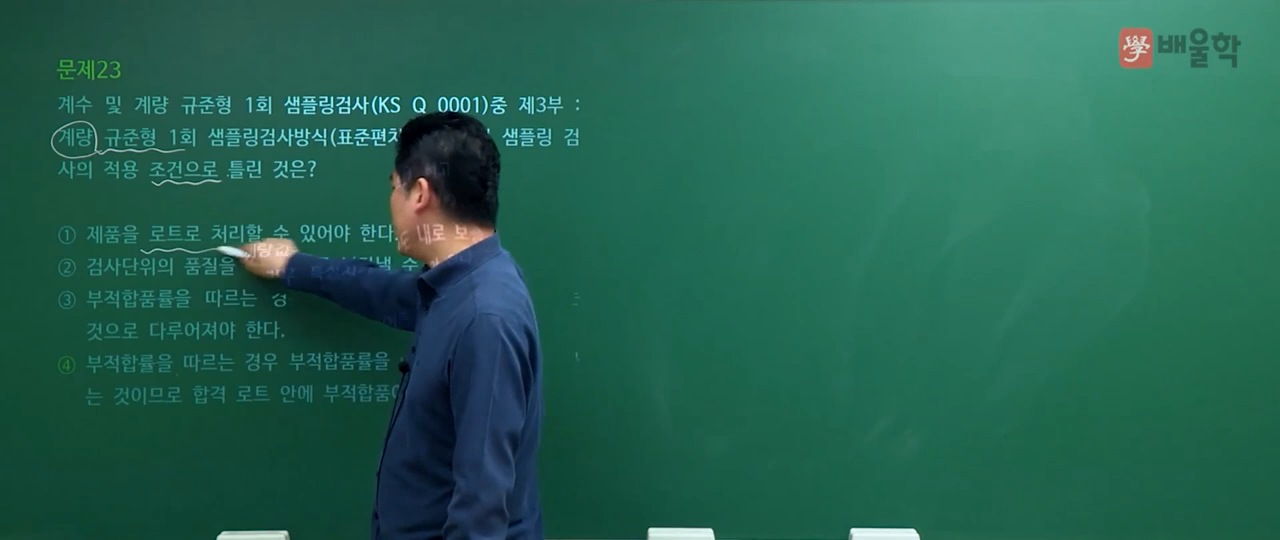 學 배울학
문제23
계수 및 계량 규준형 1회 샘플링검사(KS Q 0001)중 제3부 :
계량 규준형 1회 샘플링검사방식(표준편차 샘플링 검
사의 적용 조건으로 틀린 것은?
① 제품을 로트로 처리할 수 있어야 한다.
② 검사단위의 품질을
③ 부적합품률을 따르는 경
것으로 다루어져야 한다.
④ 부적합률을 따르는 경우 부적합품률을
는 것이므로 합격 로트 안에 부적합품